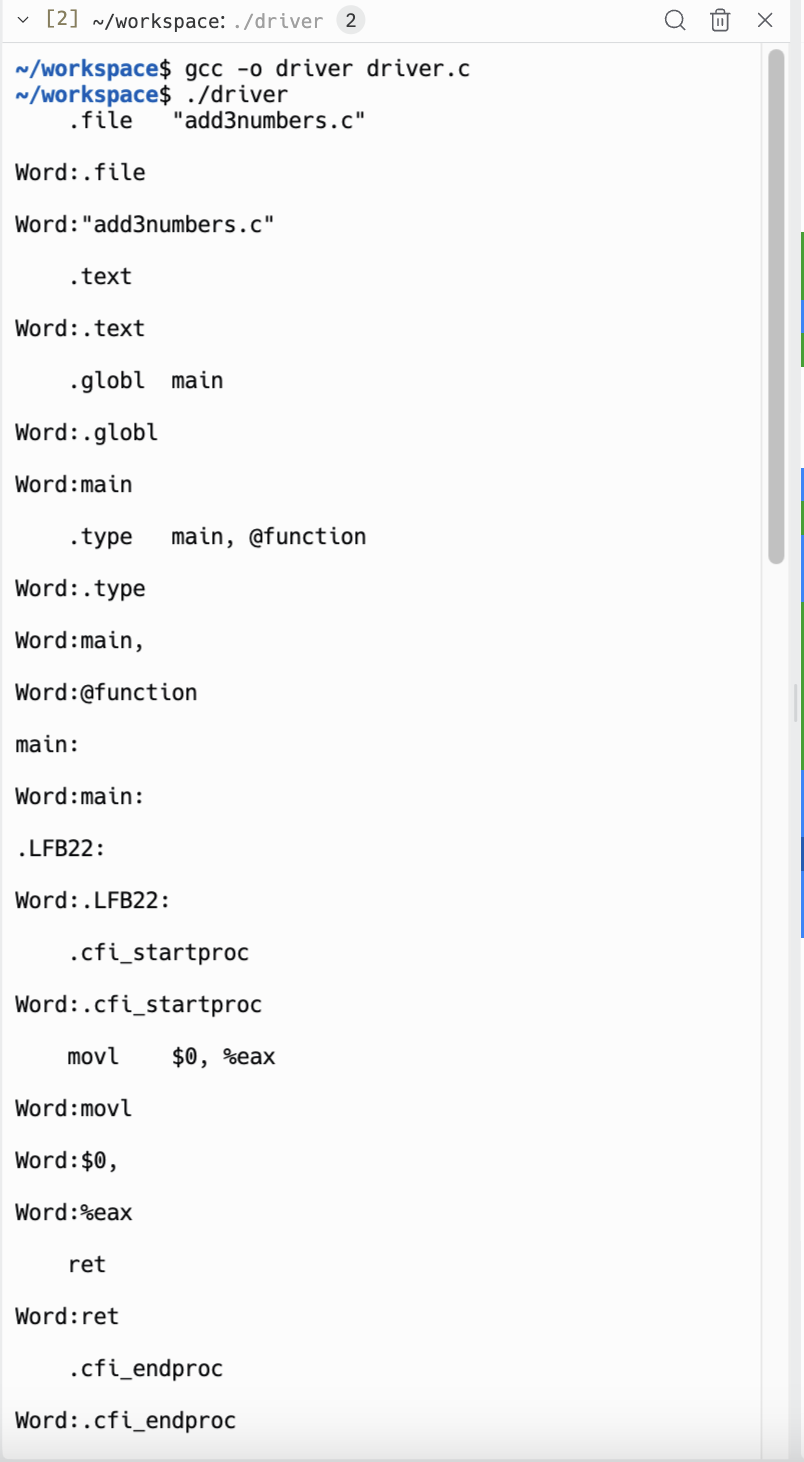 [2] ~/workspace: ./driver 2
~/workspace$ gcc -o driver driver.c
~/workspace$ ./driver
.file "add3numbers.c"
Word:.file
Word:"add3numbers.c"
.text
Word:.text
.globl main
Word:.globl
Word:main
.type main, @function
Word:.type
Word:main,
Word:@function
main:
Word:main:
.LFB22:
Word:.LFB22:
.cfi_startproc
Word:.cfi_startproc
movl $0, %eax
Word:movl
Word:$0,
Word:%eax
ret
Word:ret
.cfi_endproc
Word:.cfi_endproc